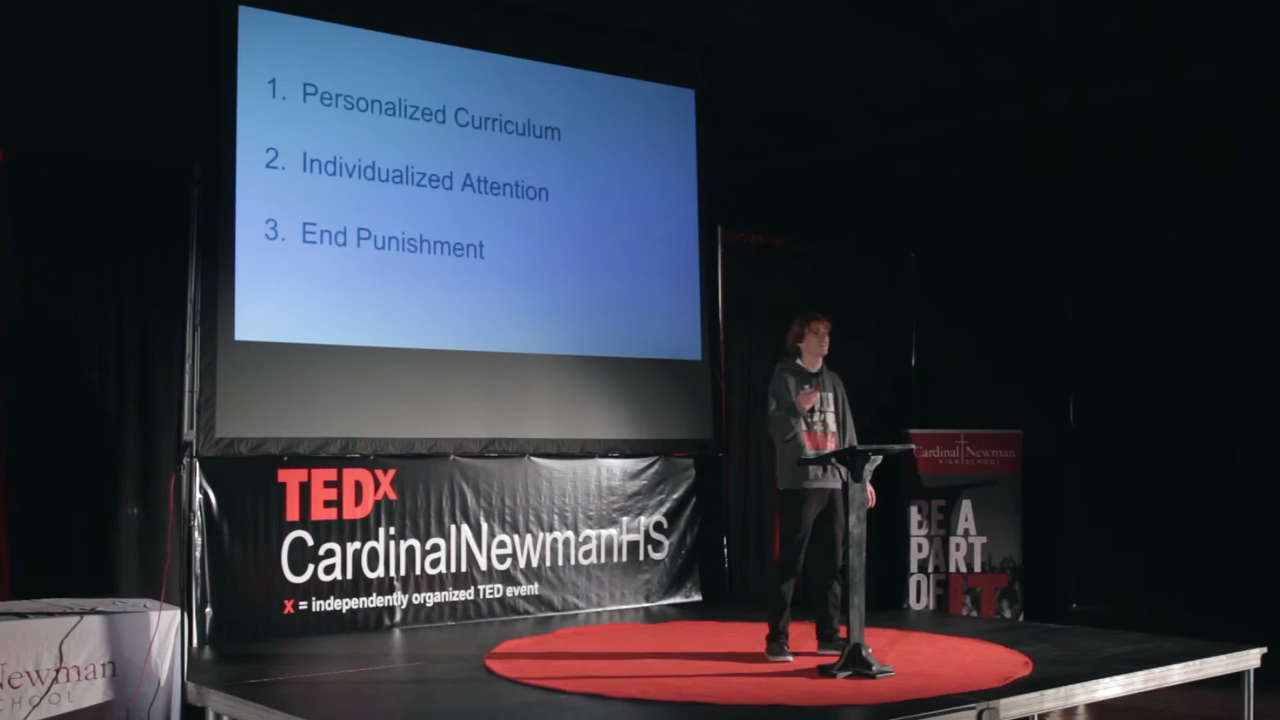 1. Personalized Curriculum
2. Individualized Attention
3. End Punishment
TEDx
CardinalNewmanHS
x = independently organized TED event
Cardinal Newman
HIGH SCHOOL
BE A
PART
OF IT
Newman
SCHOOL